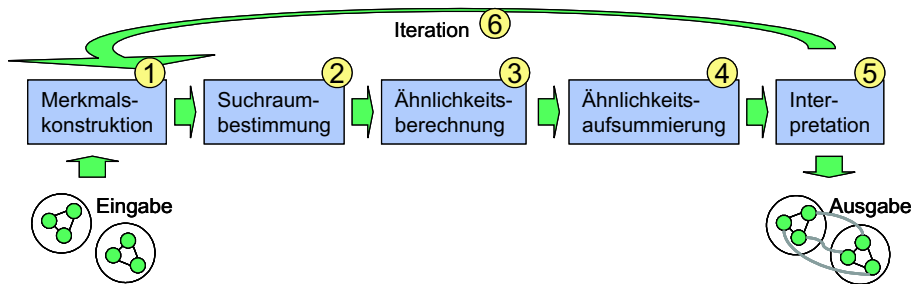 Iteration 6
1
Merkmals-
konstruktion
2
Suchraum-
bestimmung
3
Ähnlichkeits-
berechnung
4
Ähnlichkeits-
aufsummierung
5
Inter-
pretation
Eingabe
Ausgabe